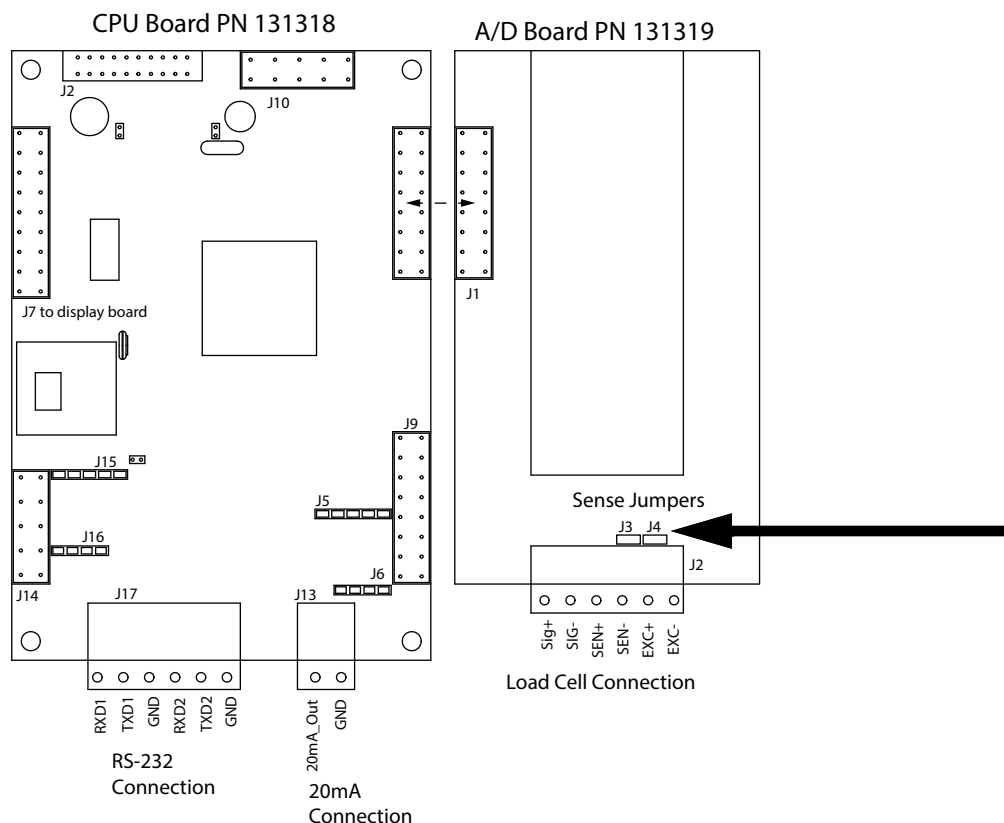 CPU Board PN 131318
A/D Board PN 131319
J2
J10
J1
J7 to display board
J9
J15
J5
Sense Jumpers
J3 J4
J16
J6
J2
J14
J17
J13
Sig+
SIG-
SEN+
SEN-
EXC+
EXC-
Load Cell Connection
RXD1
TXD1
GND
RXD2
TXD2
GND
20mA_Out
GND
RS-232
Connection
20mA
Connection